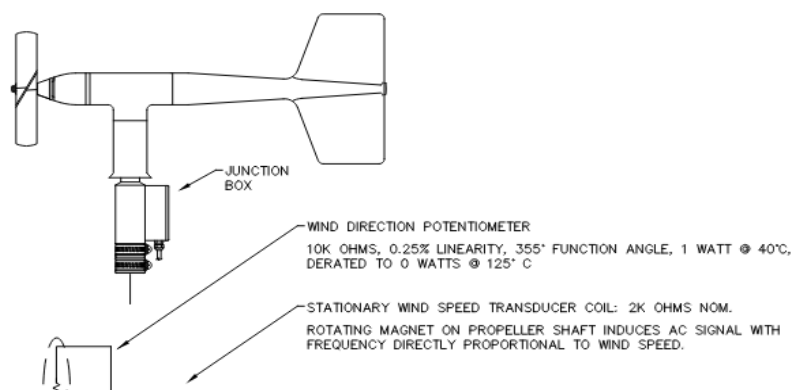 JUNCTION
BOX
WIND DIRECTION POTENTIOMETER
10K OHMS, 0.25% LINEARITY, 355° FUNCTION ANGLE, 1 WATT @ 40°C,
DERATED TO 0 WATTS @ 125° C
STATIONARY WIND SPEED TRANSDUCER COIL: 2K OHMS NOM.
ROTATING MAGNET ON PROPELLER SHAFT INDUCES AC SIGNAL WITH
FREQUENCY DIRECTLY PROPORTIONAL TO WIND SPEED.